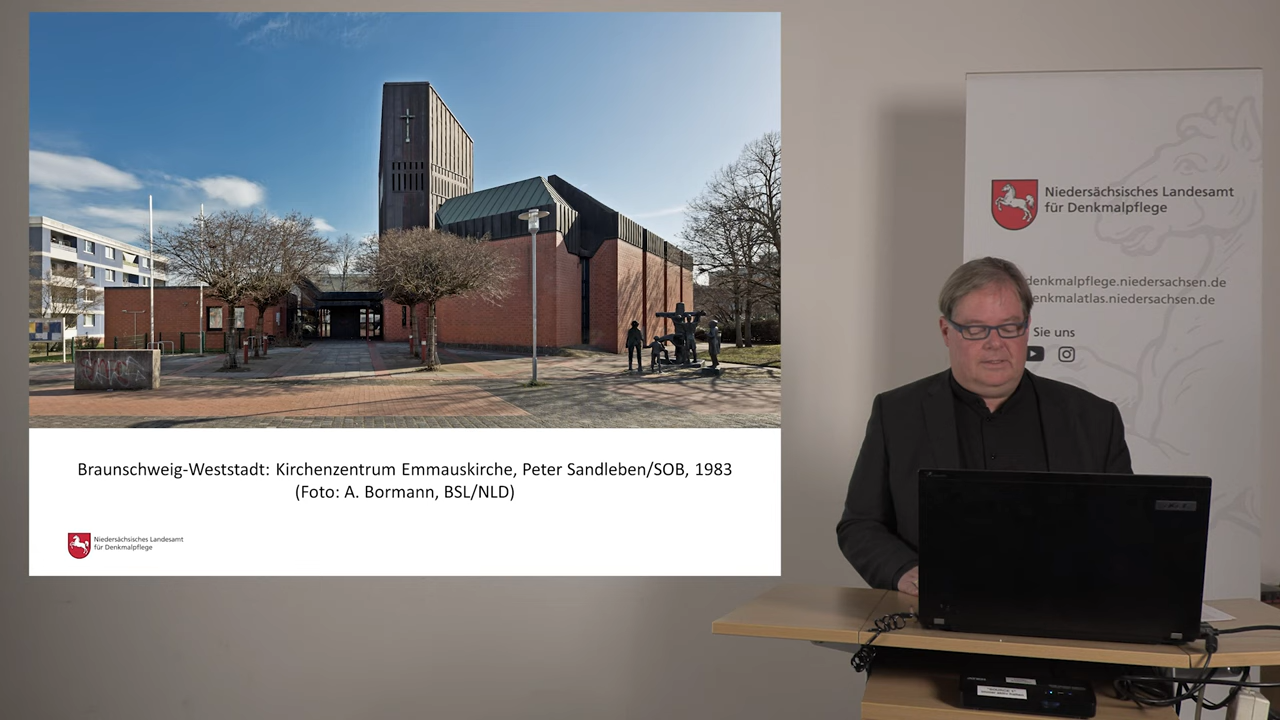 Braunschweig-Weststadt: Kirchenzentrum Emmauskirche, Peter Sandleben/SOB, 1983
(Foto: A. Bormann, BSL/NLD)
Niedersächsisches Landesamt
für Denkmalpflege
Niedersächsisches Landesamt
für Denkmalpflege
denkmalpflege.niedersachsen.de
enkmalatlas.niedersachsen.de
Sie uns